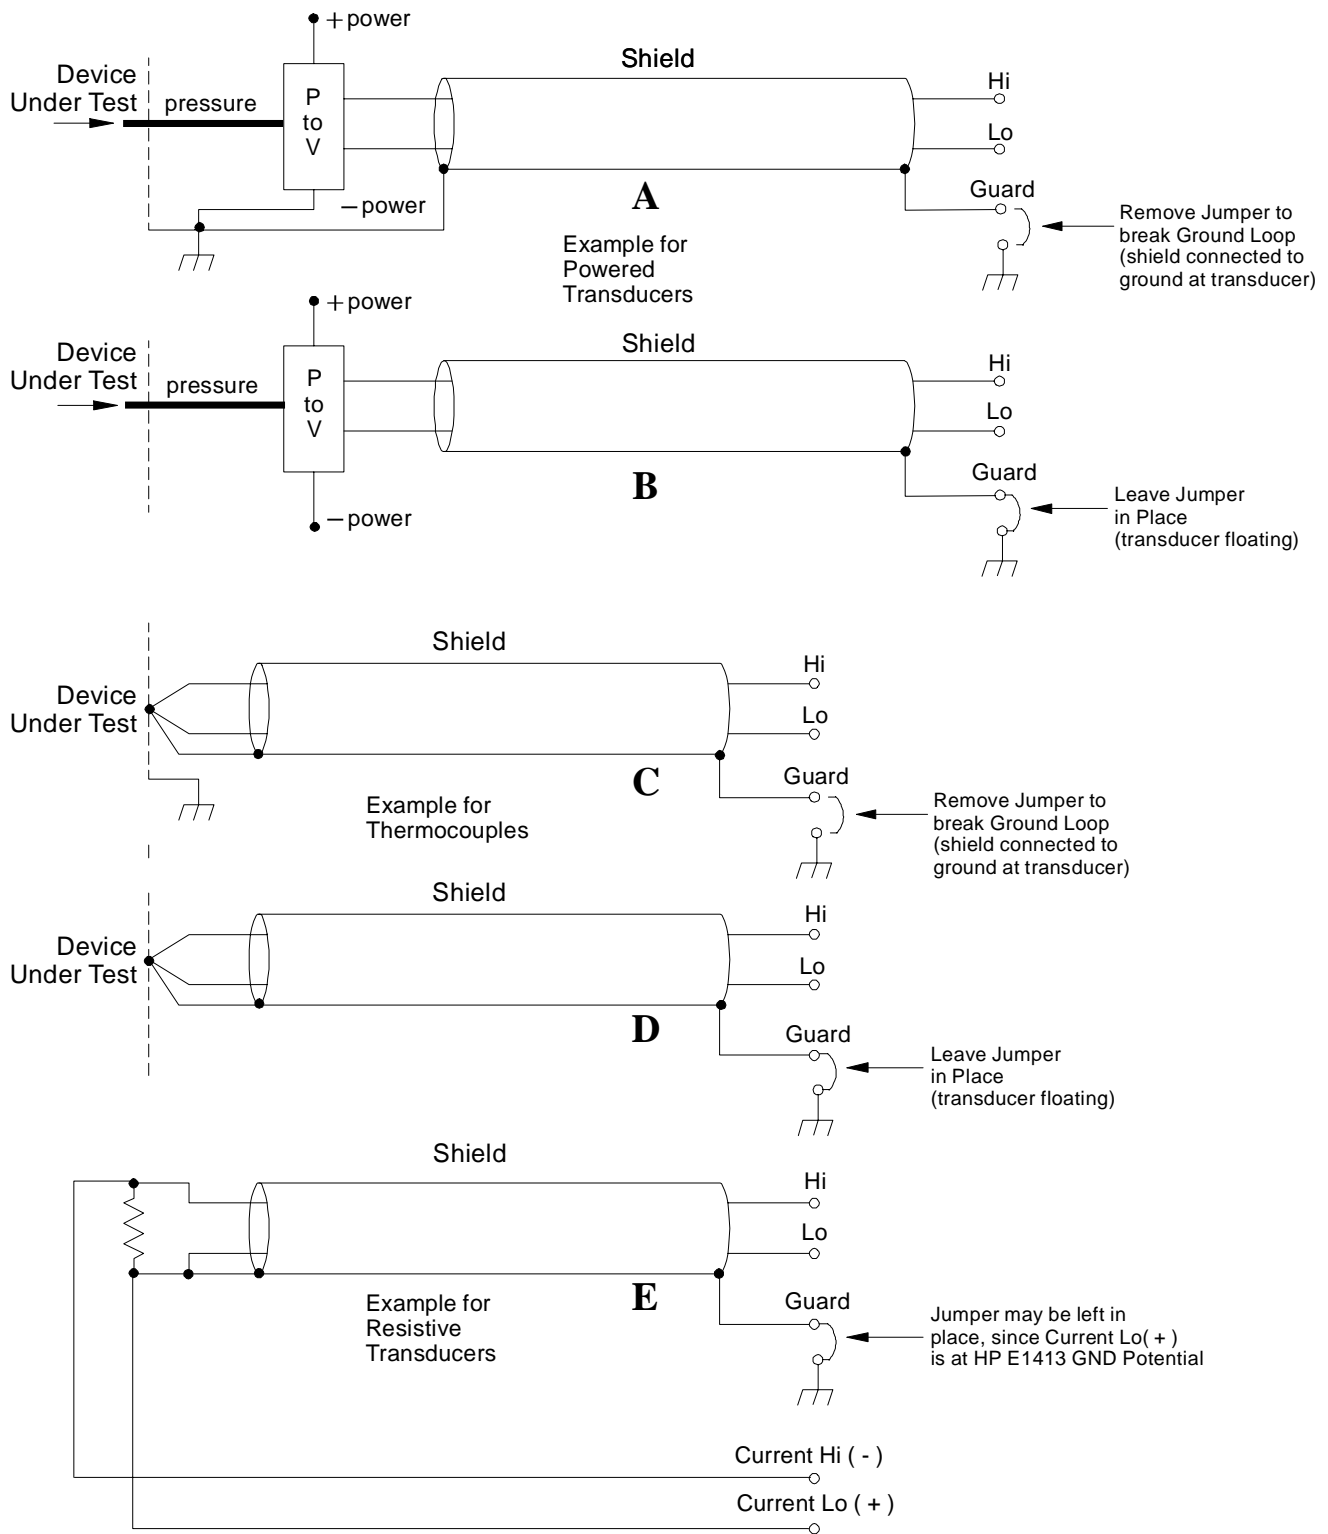 +power
Shield
Device
Under Test
pressure
P
to
V
Hi
Lo
−power
A
Guard
Example for
Powered
Transducers
Remove Jumper to
break Ground Loop
(shield connected to
ground at transducer)
+power
Shield
Device
Under Test
pressure
P
to
V
Hi
Lo
−power
B
Guard
Leave Jumper
in Place
(transducer floating)
Shield
Device
Under Test
Hi
Lo
C
Guard
Example for
Thermocouples
Remove Jumper to
break Ground Loop
(shield connected to
ground at transducer)
Shield
Device
Under Test
Hi
Lo
D
Guard
Leave Jumper
in Place
(transducer floating)
Shield
Hi
Lo
E
Guard
Example for
Resistive
Transducers
Jumper may be left in
place, since Current Lo( + )
is at HP E1413 GND Potential
Current Hi ( - )
Current Lo ( + )